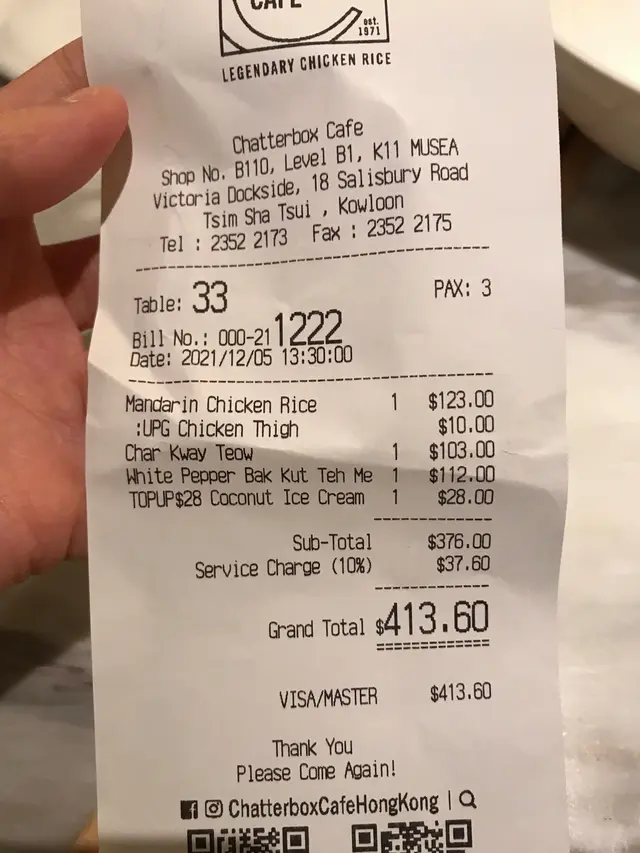 CAFE
est.
1971
LEGENDARY CHICKEN RICE
Chatterbox Cafe
Shop No. B110, Level B1, K11 MUSEA
Victoria Dockside, 18 Salisbury Road
Tsim Sha Tsui , Kowloon
Tel : 2352 2173 Fax : 2352 2175
Table: 33 PAX: 3
Bill No.: 000-211222
Date: 2021/12/05 13:30:00
Mandarin Chicken Rice 1 $123.00
:UPG Chicken Thigh $10.00
Char Kway Teow 1 $103.00
White Pepper Bak Kut Teh Me 1 $112.00
TOPUP$28 Coconut Ice Cream 1 $28.00
Sub-Total $376.00
Service Charge (10%) $37.60
Grand Total $413.60
VISA/MASTER $413.60
Thank You
Please Come Again!
ChatterboxCafeHongKong |